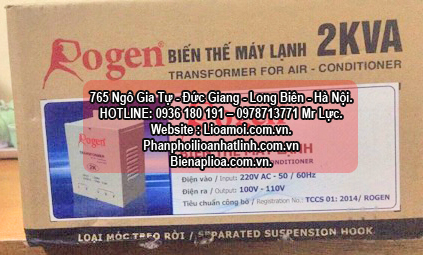 Rogen® BIẾN THẾ MÁY LẠNH 2KVA
TRANSFORMER FOR AIR - CONDITIONER
765 Ngô Gia Tự - Đức Giang - Long Biên - Hà Nội.
HOTLINE: 0936 180 191 – 0978713771 Mr Lực.
Website : Lioamoi.com.vn.
Phanphoilioanhatlinh.com.vn
Bienaplioa.com.vn.
CONDITIONER
Điện vào / Input: 220V AC - 50 / 60Hz
Điện ra / Output: 100V - 110V
Tiêu chuẩn công bố / Registration No.: TCCS 01: 2014/ ROGEN
LOẠI MÓC TREO RỜI / SEPARATED SUSPENSION HOOK